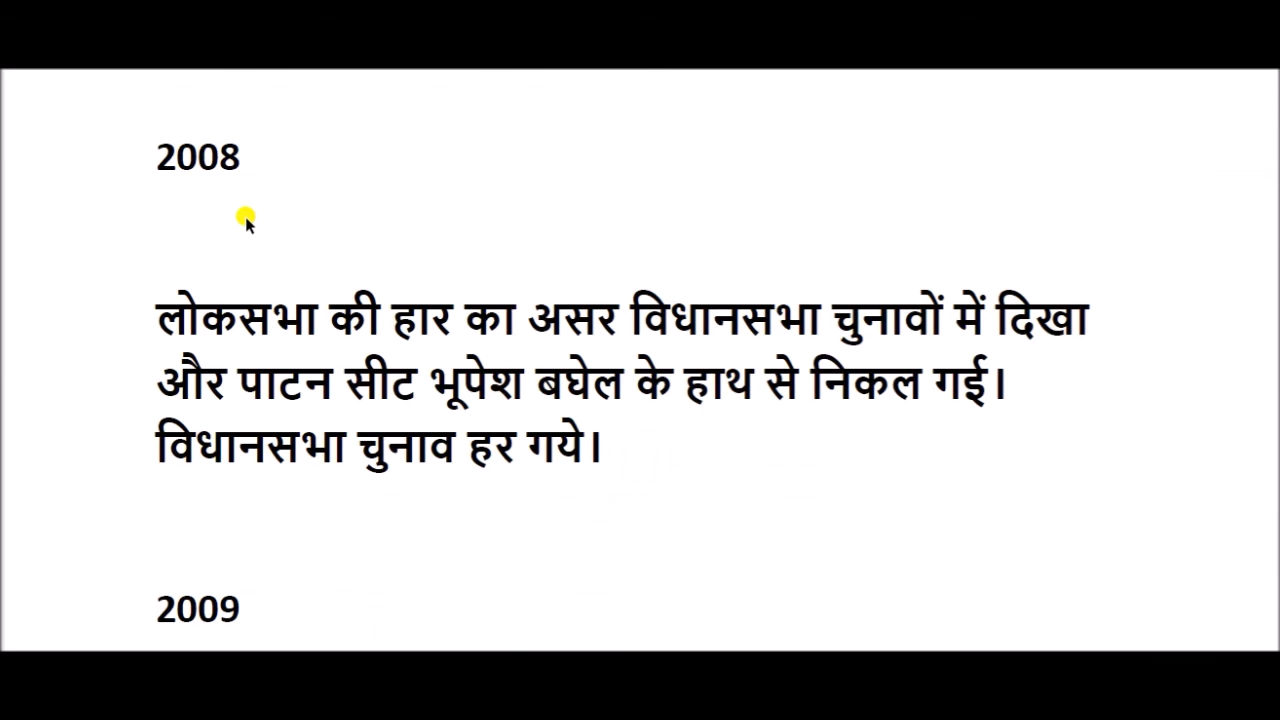 2008
लोकसभा की हार का असर विधानसभा चुनावों में दिखा
और पाटन सीट भूपेश बघेल के हाथ से निकल गई।
विधानसभा चुनाव हर गये।
2009